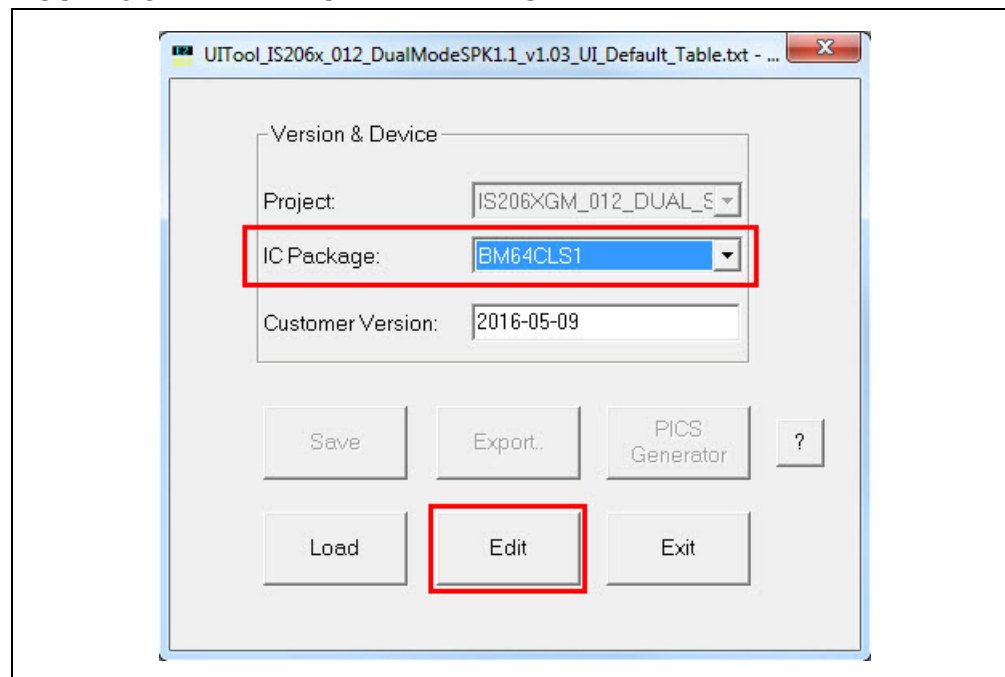 UITool_IS206x_012_DualModeSPK1.1_v1.03_UI_Default_Table.txt - ...
Version & Device
Project: IS206XGM_012_DUAL_S
IC Package: BM64CLS1
Customer Version: 2016-05-09
Save Export.. PICS Generator ?
Load Edit Exit